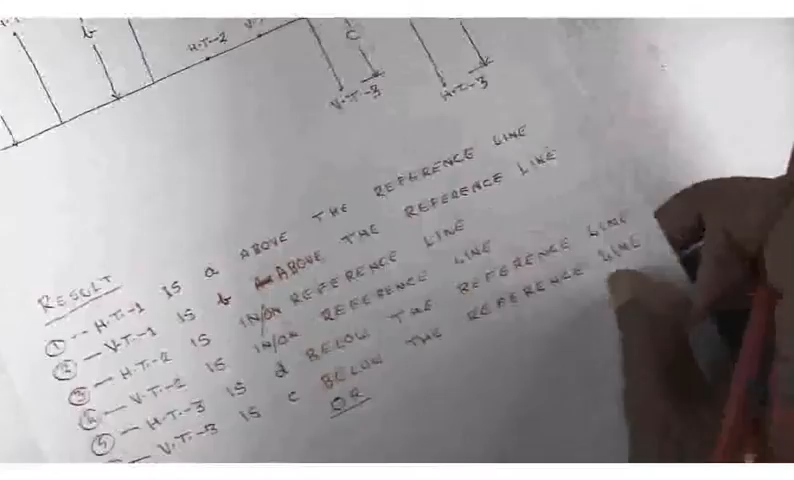 b
H.T.-2
C
V.T.-3
H.T.-3
RESULT
① — H.T.-1 IS a ABOVE THE REFERENCE LINE
② — V.T.-1 IS b ABOVE THE REFERENCE LINE
③ — H.T.-2 IS IN/ON REFERENCE LINE
④ — V.T.-2 IS IN/ON REFERENCE LINE
⑤ — H.T.-3 IS d BELOW THE REFERENCE LINE
— V.T.-3 IS c BELOW THE REFERENCE LINE
OR